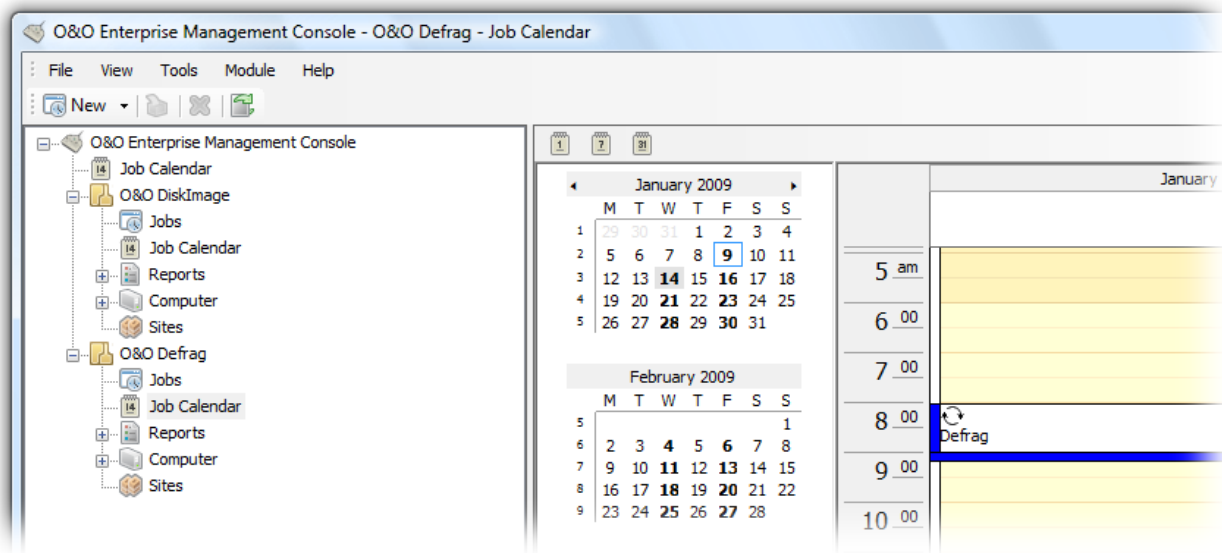 O&O Enterprise Management Console - O&O Defrag - Job Calendar
File View Tools Module Help
New
O&O Enterprise Management Console
14 Job Calendar
O&O DiskImage
Jobs
14 Job Calendar
Reports
Computer
Sites
O&O Defrag
Jobs
14 Job Calendar
Reports
Computer
Sites
1 7 31
January 2009
M T W T F S S
1 29 30 31 1 2 3 4
2 5 6 7 8 9 10 11
3 12 13 14 15 16 17 18
4 19 20 21 22 23 24 25
5 26 27 28 29 30 31
February 2009
M T W T F S S
5 1
6 2 3 4 5 6 7 8
7 9 10 11 12 13 14 15
8 16 17 18 19 20 21 22
9 23 24 25 26 27 28
January
5 am
6 00
7 00
8 00
Defrag
9 00
10 00